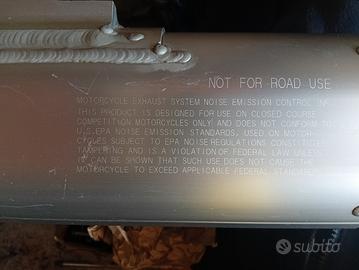 NOT FOR ROAD USE
MOTORCYCLE EXHAUST SYSTEM NOISE EMISSION CONTROL INF.
THIS PRODUCT IS DESIGNED FOR USE ON CLOSED COURSE
COMPETITION MOTORCYCLES ONLY AND DOES NOT CONFORM TO
U.S.EPA NOISE EMISSION STANDARDS. USED ON MOTOR-
CYCLES SUBJECT TO EPA NOISE REGULATIONS CONSTITUTE
TAMPERING AND IS A VIOLATION OF FEDERAL LAW UNLESS
IT CAN BE SHOWN THAT SUCH USE DOES NOT CAUSE THE
MOTORCYCLE TO EXCEED APPLICABLE FEDERAL STANDARDS
subito